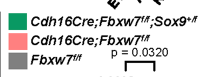 Cdh16Cre;Fbxw7f/f;Sox9+/f
Cdh16Cre;Fbxw7f/f
Fbxw7f/f
p = 0.0320